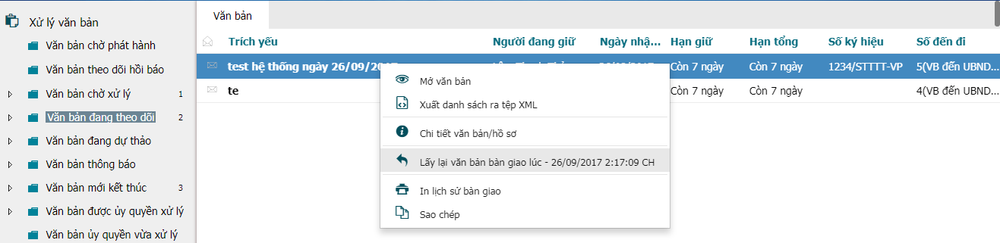 Xử lý văn bản
Văn bản chờ phát hành
Văn bản theo dõi hồi báo
Văn bản chờ xử lý 1
Văn bản đang theo dõi 2
Văn bản đang dự thảo
Văn bản thông báo
Văn bản mới kết thúc 3
Văn bản được ủy quyền xử lý
Văn bản ủy quyền vừa xử lý
Văn bản
Trích yếu Người đang giữ Ngày nhậ... Hạn giữ Hạn tổng Số ký hiệu Số đến đi
test hệ thống ngày 26/09/2017 Còn 7 ngày Còn 7 ngày 1234/STTTT-VP 5(VB đến UBND...
te Còn 7 ngày Còn 7 ngày 4(VB đến UBND...
Mở văn bản
Xuất danh sách ra tệp XML
Chi tiết văn bản/hồ sơ
Lấy lại văn bản bàn giao lúc - 26/09/2017 2:17:09 CH
In lịch sử bàn giao
Sao chép